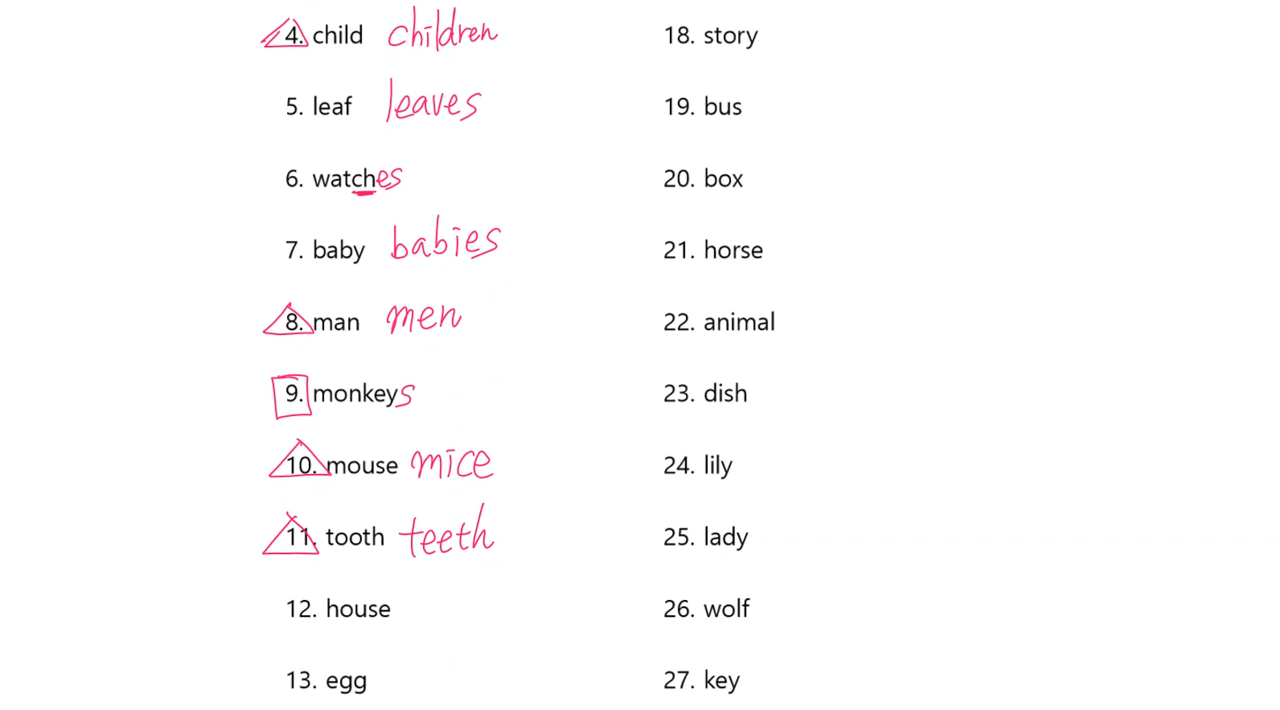 4. child children
5. leaf leaves
6. watches
7. baby babies
8. man men
9. monkeys
10. mouse mice
11. tooth teeth
12. house
13. egg
18. story
19. bus
20. box
21. horse
22. animal
23. dish
24. lily
25. lady
26. wolf
27. key